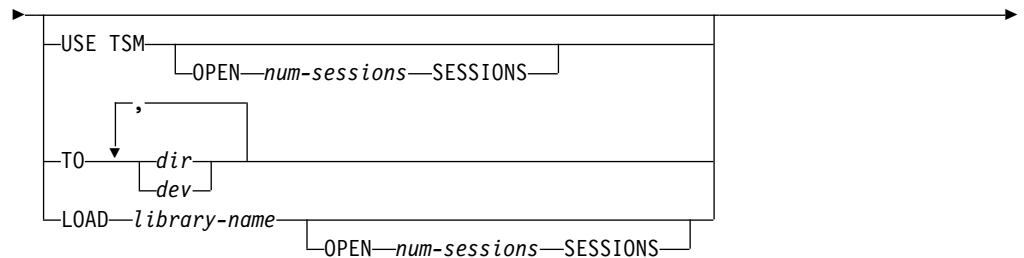 USE TSM
OPEN num-sessions SESSIONS
,
TO dir
dev
LOAD library-name
OPEN num-sessions SESSIONS